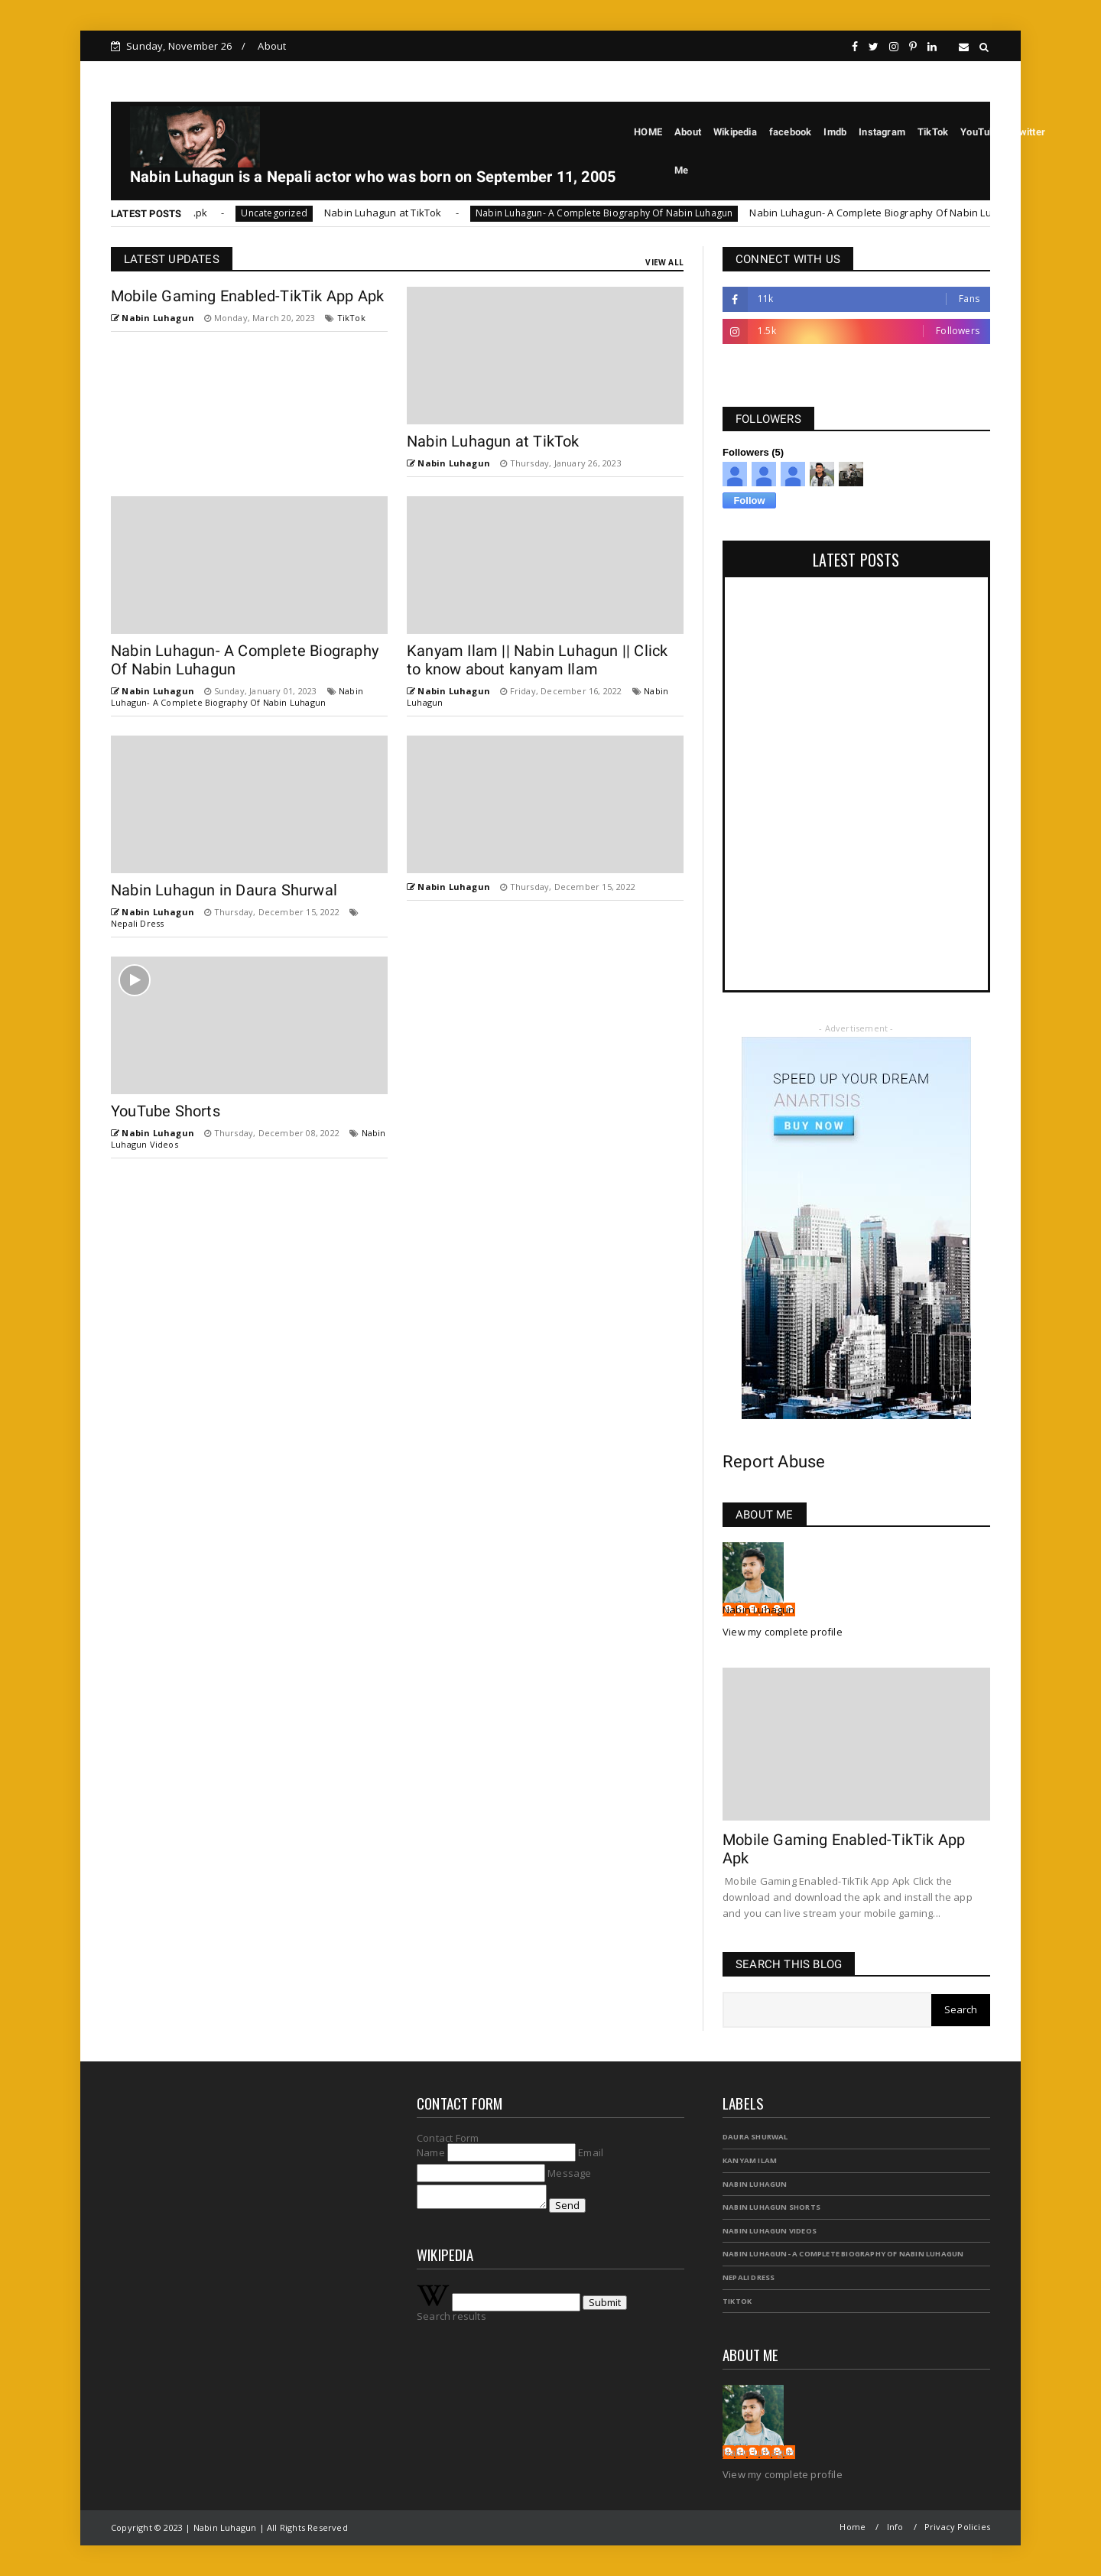 Sunday, November 26 / About
HOME About Me Wikipedia facebook Imdb Instagram TikTok YouTu witter
Nabin Luhagun is a Nepali actor who was born on September 11, 2005
LATEST POSTS .pk - Uncategorized Nabin Luhagun at TikTok - Nabin Luhagun- A Complete Biography Of Nabin Luhagun Nabin Luhagun- A Complete Biography Of Nabin Lu
LATEST UPDATES
VIEW ALL
Mobile Gaming Enabled-TikTik App Apk
Nabin Luhagun Monday, March 20, 2023 TikTok
Nabin Luhagun at TikTok
Nabin Luhagun Thursday, January 26, 2023
Nabin Luhagun- A Complete Biography
Of Nabin Luhagun
Nabin Luhagun Sunday, January 01, 2023 Nabin
Luhagun- A Complete Biography Of Nabin Luhagun
Kanyam Ilam || Nabin Luhagun || Click
to know about kanyam Ilam
Nabin Luhagun Friday, December 16, 2022 Nabin
Luhagun
Nabin Luhagun in Daura Shurwal
Nabin Luhagun Thursday, December 15, 2022
Nepali Dress
Nabin Luhagun Thursday, December 15, 2022
YouTube Shorts
Nabin Luhagun Thursday, December 08, 2022 Nabin
Luhagun Videos
CONNECT WITH US
11k Fans
1.5k Followers
FOLLOWERS
Followers (5)
Follow
LATEST POSTS
- Advertisement -
SPEED UP YOUR DREAM
ANARTISIS
BUY NOW
Report Abuse
ABOUT ME
Nabin Luhagun
View my complete profile
Mobile Gaming Enabled-TikTik App
Apk
Mobile Gaming Enabled-TikTik App Apk Click the
download and download the apk and install the app
and you can live stream your mobile gaming...
SEARCH THIS BLOG
Search
CONTACT FORM
Contact Form
Name Email
Message
Send
WIKIPEDIA
W Submit
Search results
LABELS
DAURA SHURWAL
KANYAM ILAM
NABIN LUHAGUN
NABIN LUHAGUN SHORTS
NABIN LUHAGUN VIDEOS
NABIN LUHAGUN- A COMPLETE BIOGRAPHY OF NABIN LUHAGUN
NEPALI DRESS
TIKTOK
ABOUT ME
View my complete profile
Copyright © 2023 | Nabin Luhagun | All Rights Reserved
Home / Info / Privacy Policies